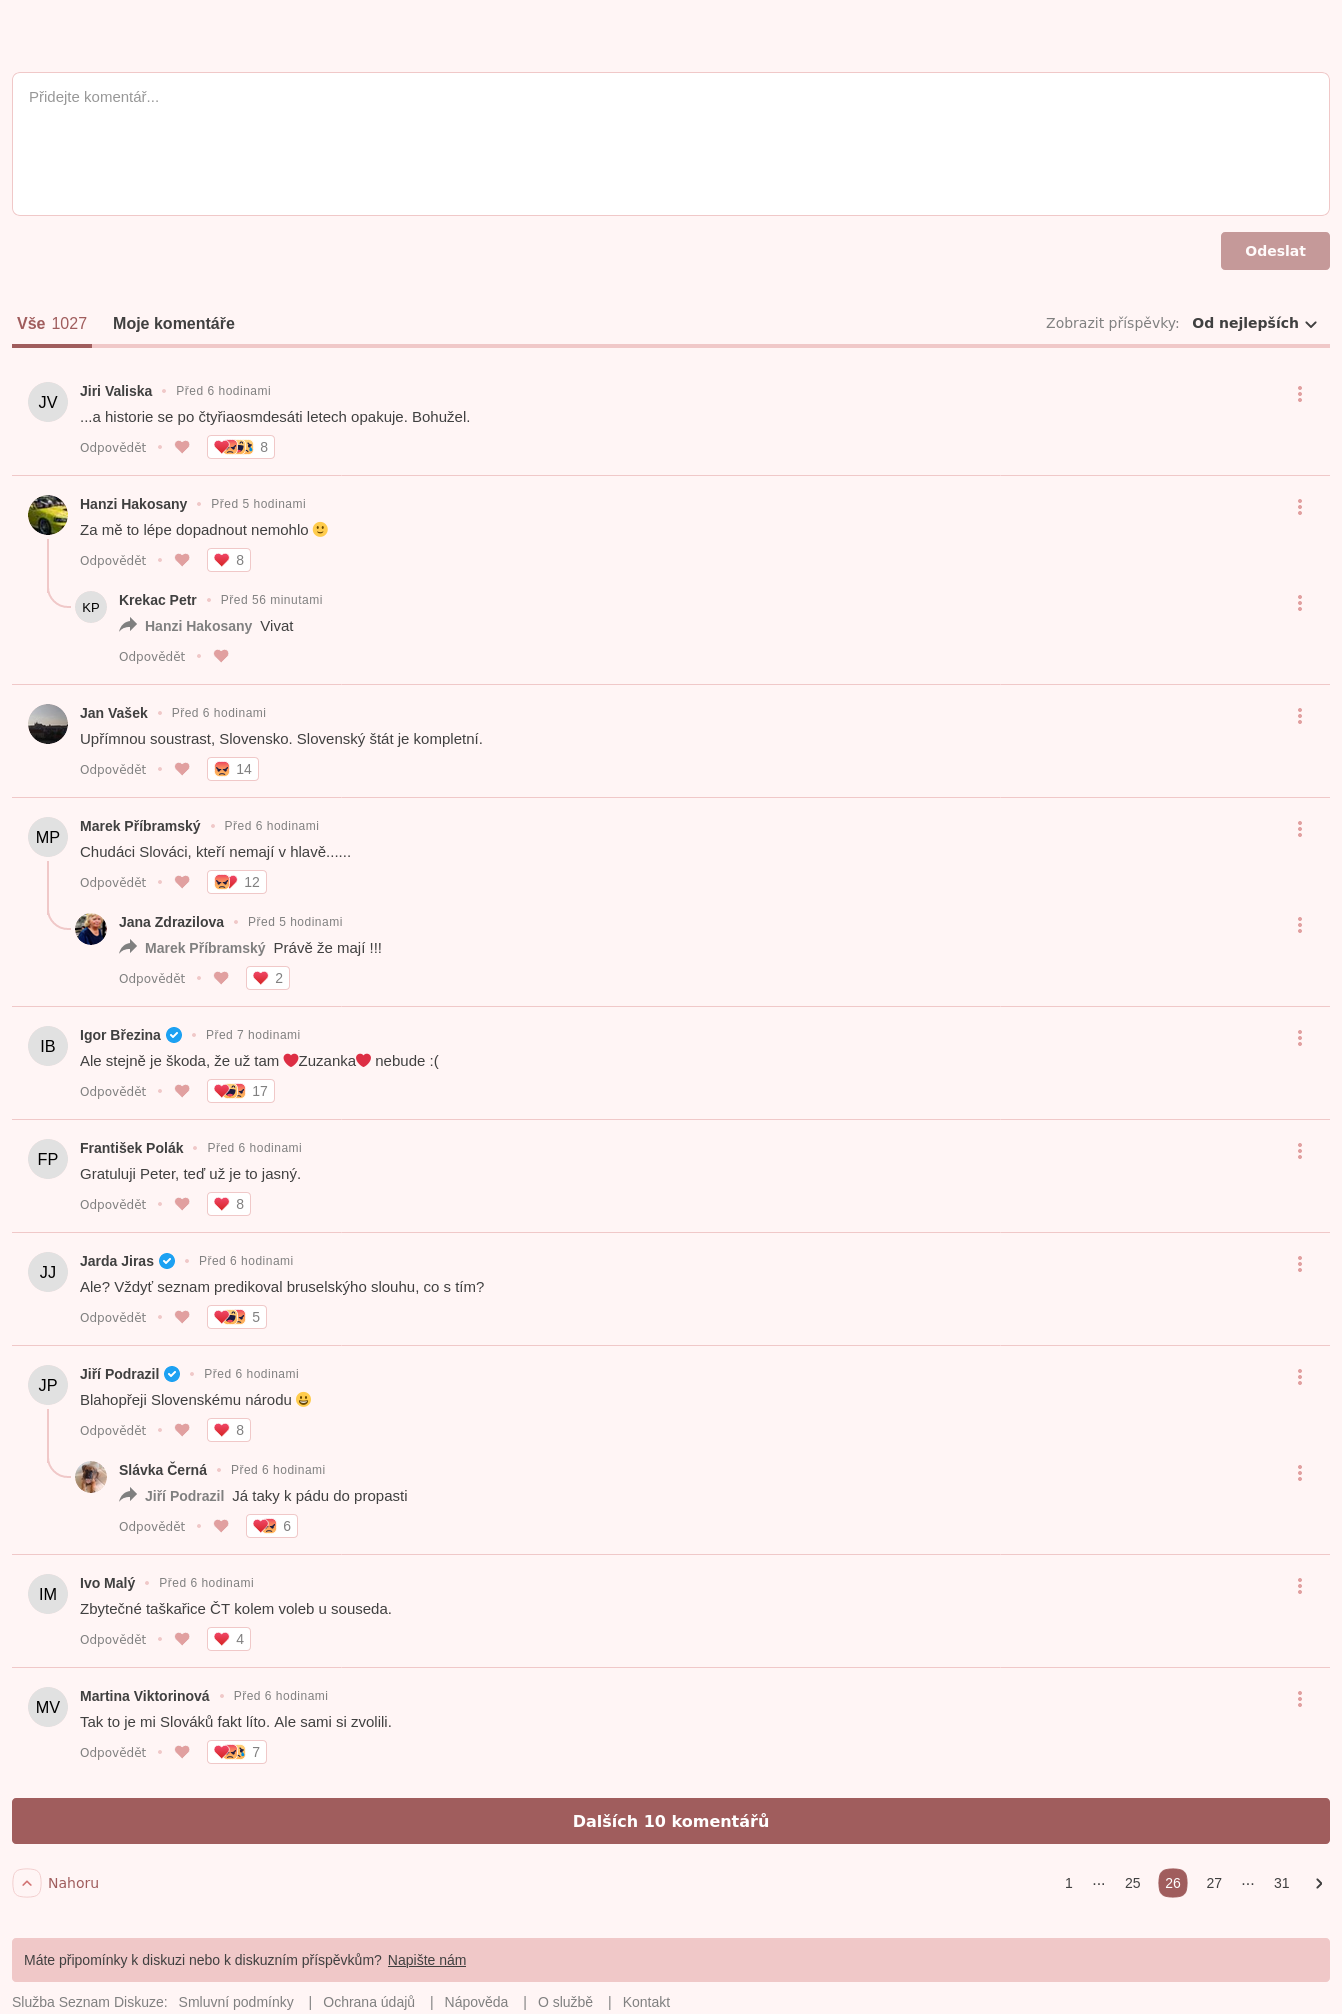 Přidejte komentář...
Odeslat
Vše 1027 Moje komentáře Zobrazit příspěvky: Od nejlepších
JV Jiri Valiska • Před 6 hodinami
...a historie se po čtyřiaosmdesáti letech opakuje. Bohužel.
Odpovědět • 8
Hanzi Hakosany • Před 5 hodinami
Za mě to lépe dopadnout nemohlo 🙂
Odpovědět • 8
KP Krekac Petr • Před 56 minutami
Hanzi Hakosany Vivat
Odpovědět •
Jan Vašek • Před 6 hodinami
Upřímnou soustrast, Slovensko. Slovenský štát je kompletní.
Odpovědět • 14
MP Marek Příbramský • Před 6 hodinami
Chudáci Slováci, kteří nemají v hlavě......
Odpovědět • 12
Jana Zdrazilova • Před 5 hodinami
Marek Příbramský Právě že mají !!!
Odpovědět • 2
IB Igor Březina • Před 7 hodinami
Ale stejně je škoda, že už tam ❤️Zuzanka❤️ nebude :(
Odpovědět • 17
FP František Polák • Před 6 hodinami
Gratuluji Peter, teď už je to jasný.
Odpovědět • 8
JJ Jarda Jiras • Před 6 hodinami
Ale? Vždyť seznam predikoval bruselskýho slouhu, co s tím?
Odpovědět • 5
JP Jiří Podrazil • Před 6 hodinami
Blahopřeji Slovenskému národu 😃
Odpovědět • 8
Slávka Černá • Před 6 hodinami
Jiří Podrazil Já taky k pádu do propasti
Odpovědět • 6
IM Ivo Malý • Před 6 hodinami
Zbytečné taškařice ČT kolem voleb u souseda.
Odpovědět • 4
MV Martina Viktorinová • Před 6 hodinami
Tak to je mi Slováků fakt líto. Ale sami si zvolili.
Odpovědět • 7
Dalších 10 komentářů
Nahoru 1 ··· 25 26 27 ··· 31
Máte připomínky k diskuzi nebo k diskuzním příspěvkům? Napište nám
Služba Seznam Diskuze: Smluvní podmínky | Ochrana údajů | Nápověda | O službě | Kontakt